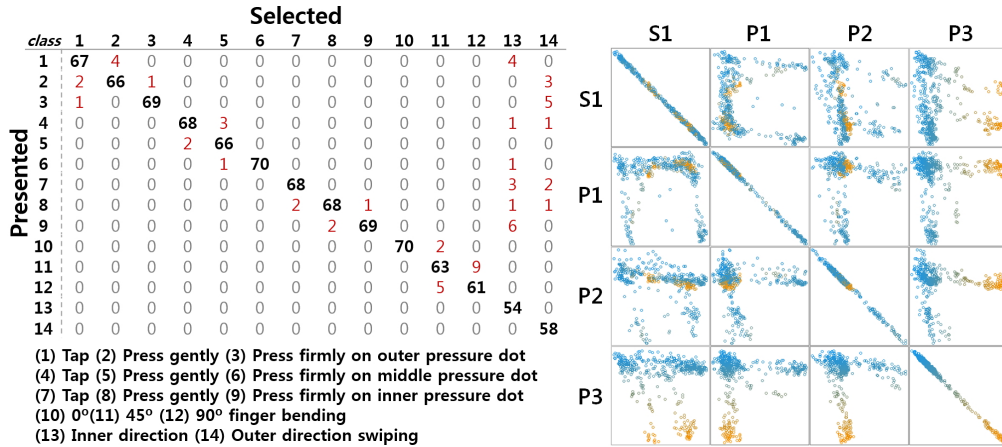 Selected
class 1 2 3 4 5 6 7 8 9 10 11 12 13 14
Presented
1 67 4 0 0 0 0 0 0 0 0 0 0 4 0
2 2 66 1 0 0 0 0 0 0 0 0 0 0 3
3 1 0 69 0 0 0 0 0 0 0 0 0 0 5
4 0 0 0 68 3 0 0 0 0 0 0 0 1 1
5 0 0 0 2 66 0 0 0 0 0 0 0 0 0
6 0 0 0 0 1 70 0 0 0 0 0 0 1 0
7 0 0 0 0 0 0 68 0 0 0 0 0 3 2
8 0 0 0 0 0 0 2 68 1 0 0 0 1 1
9 0 0 0 0 0 0 0 2 69 0 0 0 6 0
10 0 0 0 0 0 0 0 0 0 70 2 0 0 0
11 0 0 0 0 0 0 0 0 0 0 63 9 0 0
12 0 0 0 0 0 0 0 0 0 0 5 61 0 0
13 0 0 0 0 0 0 0 0 0 0 0 0 54 0
14 0 0 0 0 0 0 0 0 0 0 0 0 0 58
(1) Tap (2) Press gently (3) Press firmly on outer pressure dot
(4) Tap (5) Press gently (6) Press firmly on middle pressure dot
(7) Tap (8) Press gently (9) Press firmly on inner pressure dot
(10) 0º(11) 45º (12) 90º finger bending
(13) Inner direction (14) Outer direction swiping
S1 P1 P2 P3
S1
P1
P2
P3